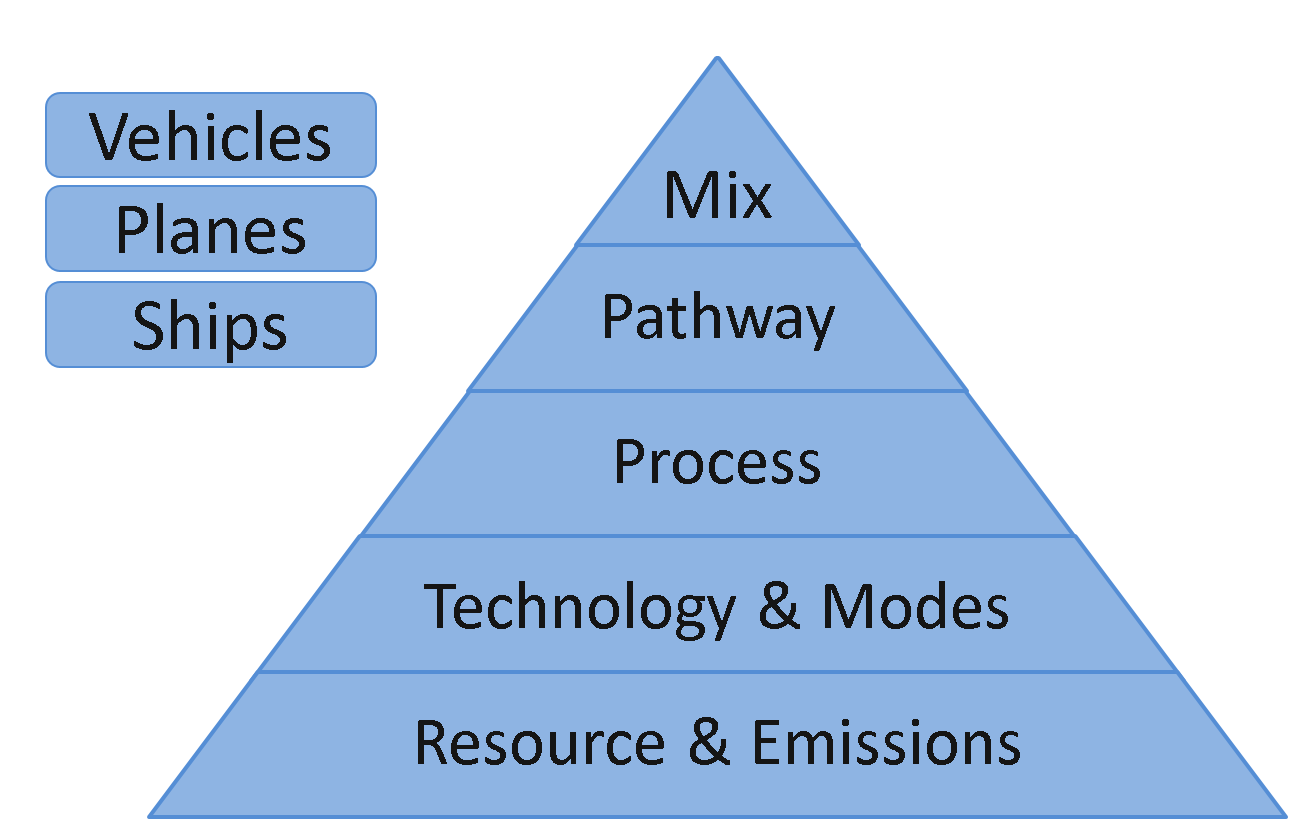 Vehicles
Planes
Ships
Mix
Pathway
Process
Technology & Modes
Resource & Emissions